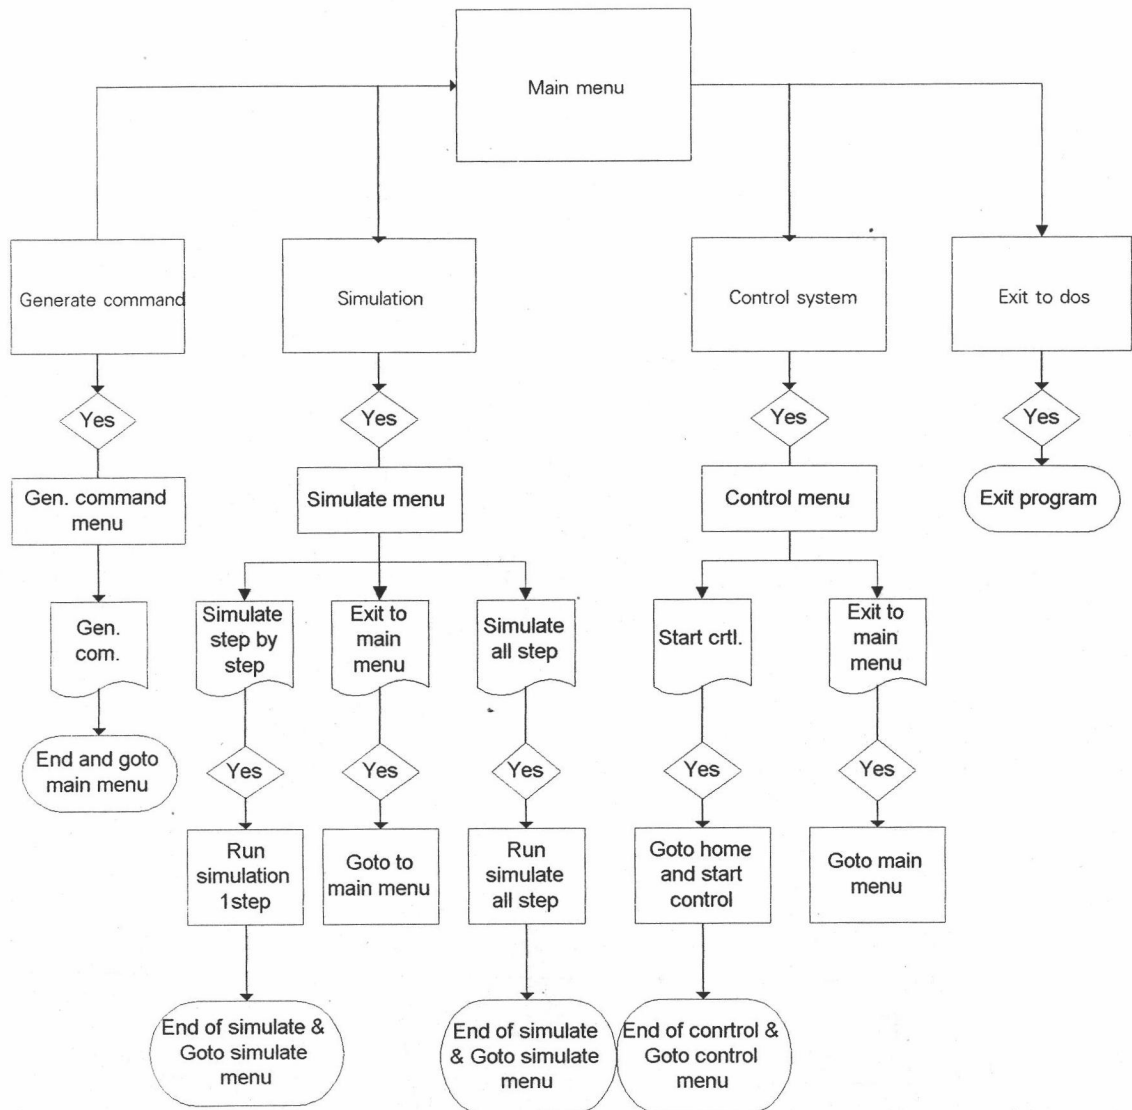 Main menu
Generate command
Simulation
Control system
Exit to dos
Yes
Yes
Yes
Yes
Gen. command
menu
Simulate menu
Control menu
Exit program
Gen.
com.
Simulate
step by
step
Exit to
main
menu
Simulate
all step
Start crtl.
Exit to
main
menu
End and goto
main menu
Yes
Yes
Yes
Yes
Yes
Run
simulation
1step
Goto to
main menu
Run
simulate
all step
Goto home
and start
control
Goto main
menu
End of simulate &
Goto simulate
menu
End of simulate
& Goto simulate
menu
End of conrtrol &
Goto control
menu